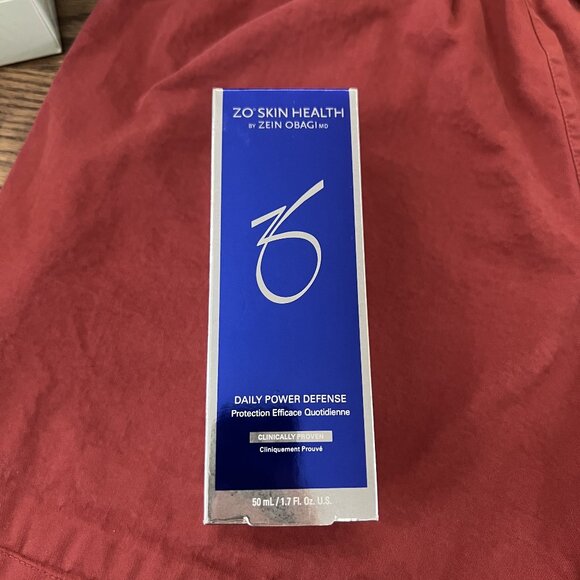 ZO® SKIN HEALTH
BY ZEIN OBAGI MD
ZO
DAILY POWER DEFENSE
Protection Efficace Quotidienne
CLINICALLY PROVEN
Cliniquement Prouvé
50 mL / 1.7 Fl. Oz. U.S.